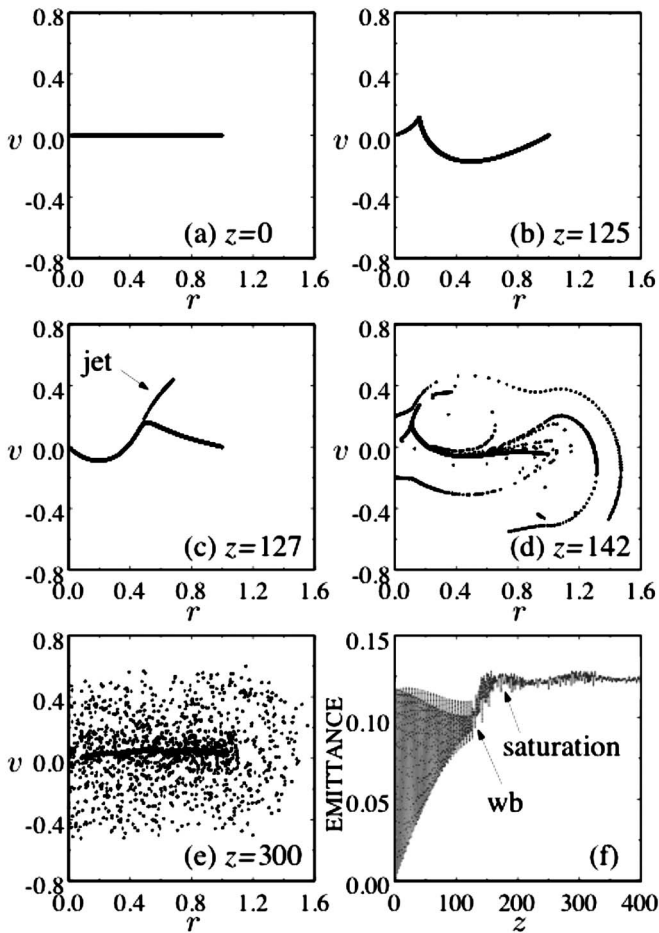 0.8
0.4
v 0.0
-0.4
-0.8
0.0 0.4 0.8 1.2 1.6
r
(a) z=0
0.8
0.4
v 0.0
-0.4
-0.8
0.0 0.4 0.8 1.2 1.6
r
(b) z=125
0.8
0.4
v 0.0
-0.4
-0.8
0.0 0.4 0.8 1.2 1.6
r
jet
(c) z=127
0.8
0.4
v 0.0
-0.4
-0.8
0.0 0.4 0.8 1.2 1.6
r
(d) z=142
0.8
0.4
v 0.0
-0.4
-0.8
0.0 0.4 0.8 1.2 1.6
r
(e) z=300
EMITTANCE
0.15
0.10
0.05
0.00
0 100 200 300 400
z
saturation
wb
(f)